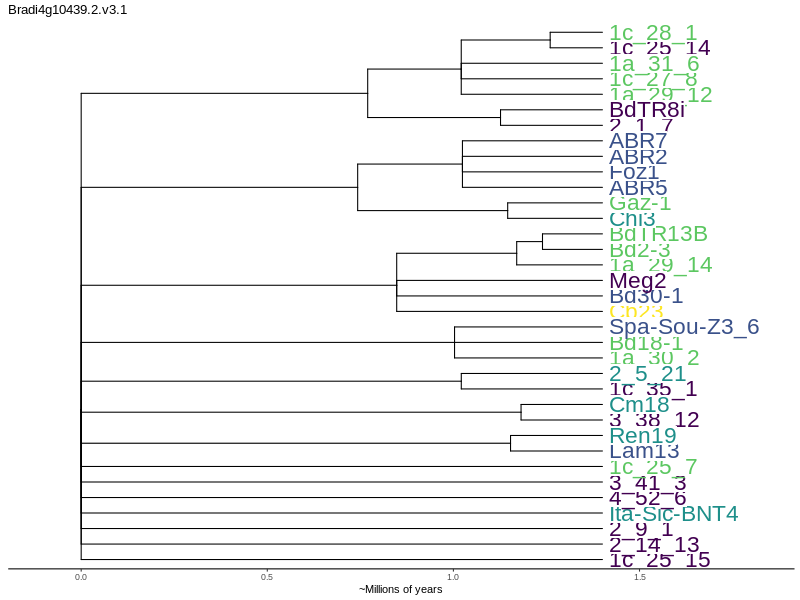 Bradi4g10439.2.v3.1
1c_28_1
1c_25_14
1a_31_6
1c_27_8
1a_29_12
BdTR8i
2_1_7
ABR7
ABR2
Foz1
ABR5
Gaz-1
Chi3
BdTR13B
Bd2-3
1a_29_14
Meg2
Bd30-1
Cb23
Spa-Sou-Z3_6
Bd18-1
1a_30_2
2_5_21
1c_35_1
Cm18
3_38_12
Ren19
Lam13
1c_25_7
3_41_3
4_52_6
Ita-Sic-BNT4
2_9_1
2_14_13
1c_25_15
0.0 0.5 1.0 1.5
~Millions of years